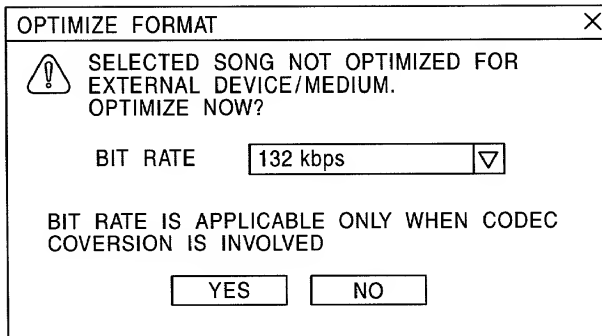 OPTIMIZE FORMAT
SELECTED SONG NOT OPTIMIZED FOR
EXTERNAL DEVICE/MEDIUM.
OPTIMIZE NOW?
BIT RATE 132 kbps
BIT RATE IS APPLICABLE ONLY WHEN CODEC
COVERSION IS INVOLVED
YES NO